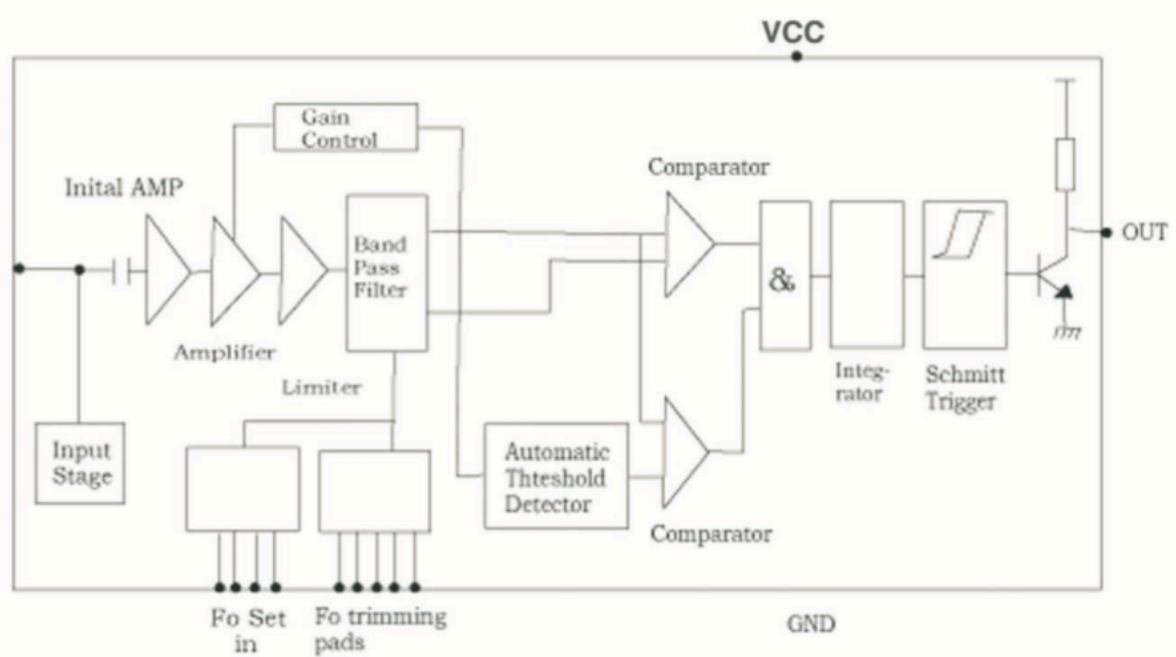 VCC
Gain
Control
Inital AMP
Comparator
Band
Pass
Filter
OUT
&
Amplifier
Limiter
Integ-
rator
Schmitt
Trigger
Input
Stage
Automatic
Thteshold
Detector
Comparator
Fo Set
in
Fo trimming
pads
GND